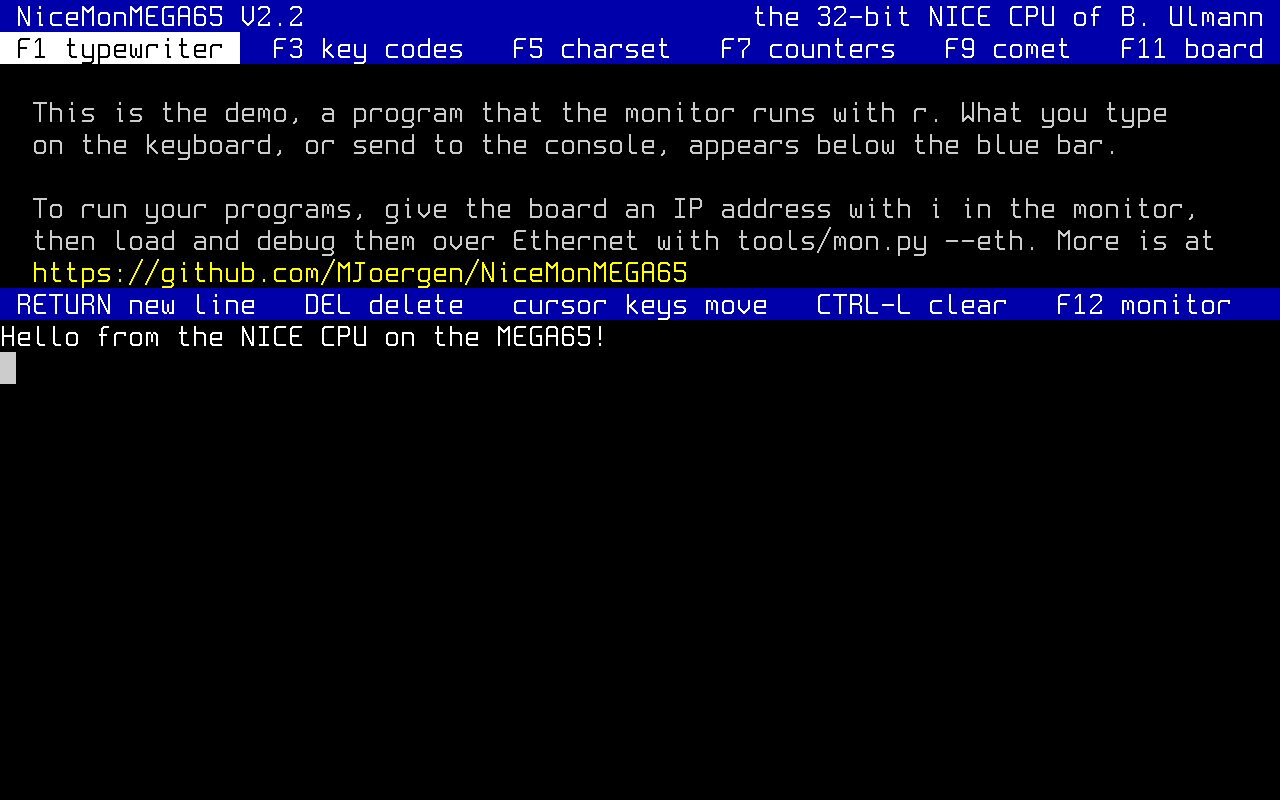 NiceMonMEGA65 V2.2 the 32-bit NICE CPU of B. Ulmann
F1 typewriter F3 key codes F5 charset F7 counters F9 comet F11 board
This is the demo, a program that the monitor runs with r. What you type
on the keyboard, or send to the console, appears below the blue bar.
To run your programs, give the board an IP address with i in the monitor,
then load and debug them over Ethernet with tools/mon.py --eth. More is at
https://github.com/MJoergen/NiceMonMEGA65
RETURN new line DEL delete cursor keys move CTRL-L clear F12 monitor
Hello from the NICE CPU on the MEGA65!